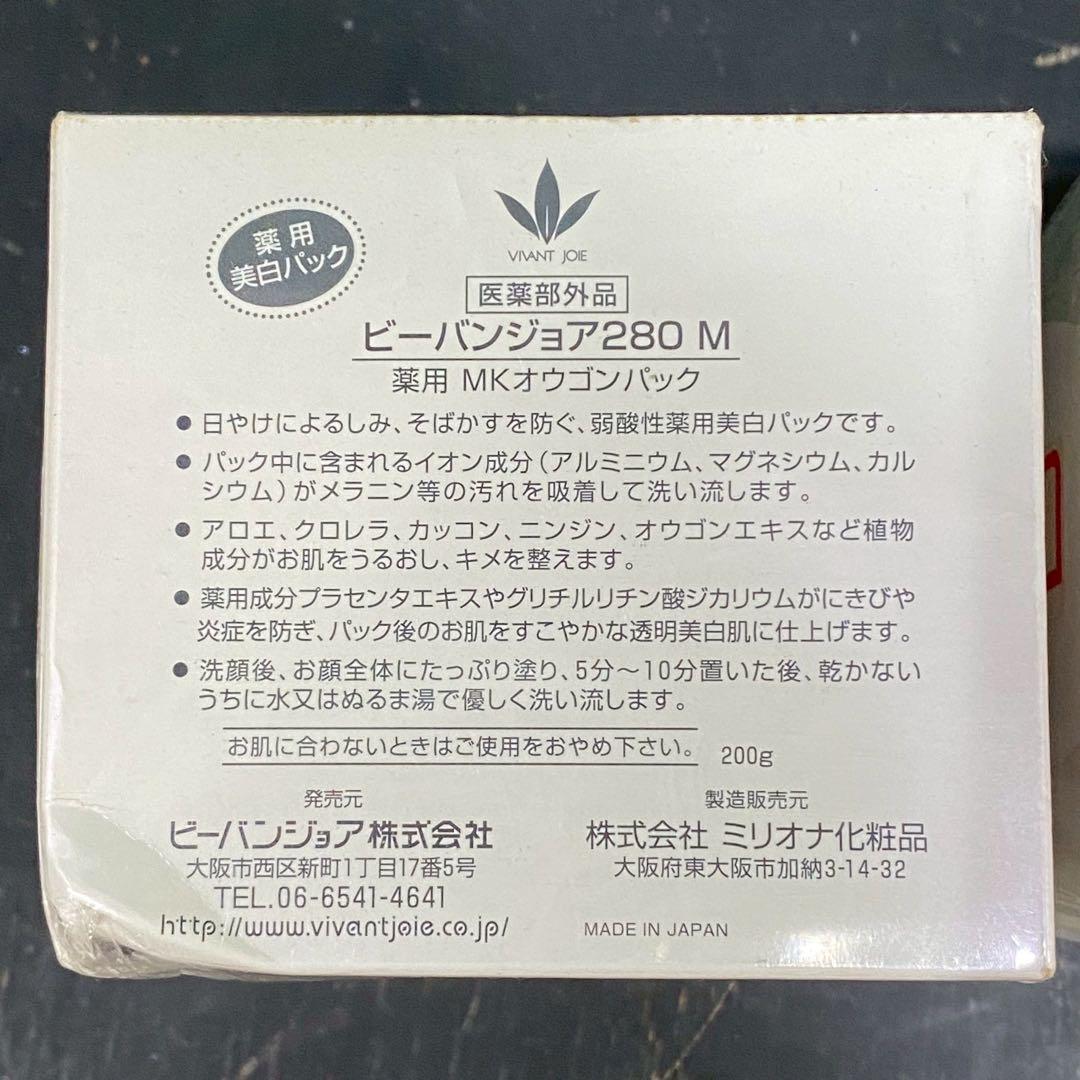 薬用
美白パック
VIVANT JOIE
医薬部外品
ビーバンジョア280 M
薬用 MKオウゴンパック
● 日やけによるしみ、そばかすを防ぐ、弱酸性薬用美白パックです。
● パック中に含まれるイオン成分(アルミニウム、マグネシウム、カル
シウム)がメラニン等の汚れを吸着して洗い流します。
● アロエ、クロレラ、カッコン、ニンジン、オウゴンエキスなど植物
成分がお肌をうるおし、キメを整えます。
● 薬用成分プラセンタエキスやグリチルリチン酸ジカリウムがにきびや
炎症を防ぎ、パック後のお肌をすこやかな透明美白肌に仕上げます。
● 洗顔後、お顔全体にたっぷり塗り、5分〜10分置いた後、乾かない
うちに水又はぬるま湯で優しく洗い流します。
お肌に合わないときはご使用をおやめ下さい。 200g
発売元
ビーバンジョア株式会社
大阪市西区新町1丁目17番5号
TEL.06-6541-4641
http://www.vivantjoie.co.jp/
製造販売元
株式会社 ミリオナ化粧品
大阪府東大阪市加納3-14-32
MADE IN JAPAN